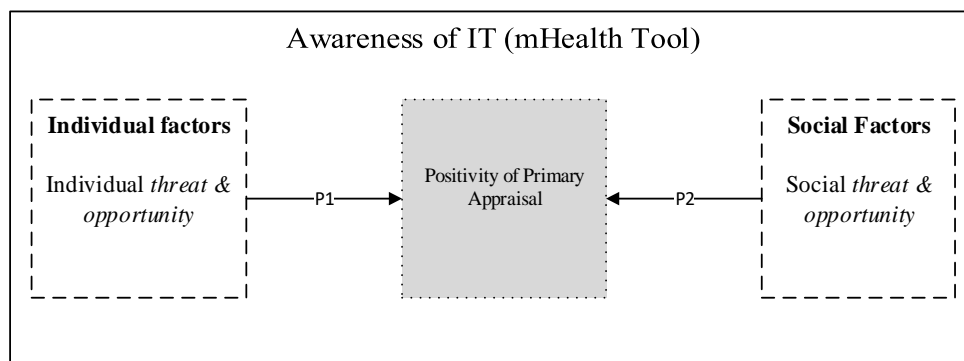 Awareness of IT (mHealth Tool)
Individual factors
Individual threat &
opportunity
P1
Positivity of Primary
Appraisal
P2
Social Factors
Social threat &
opportunity